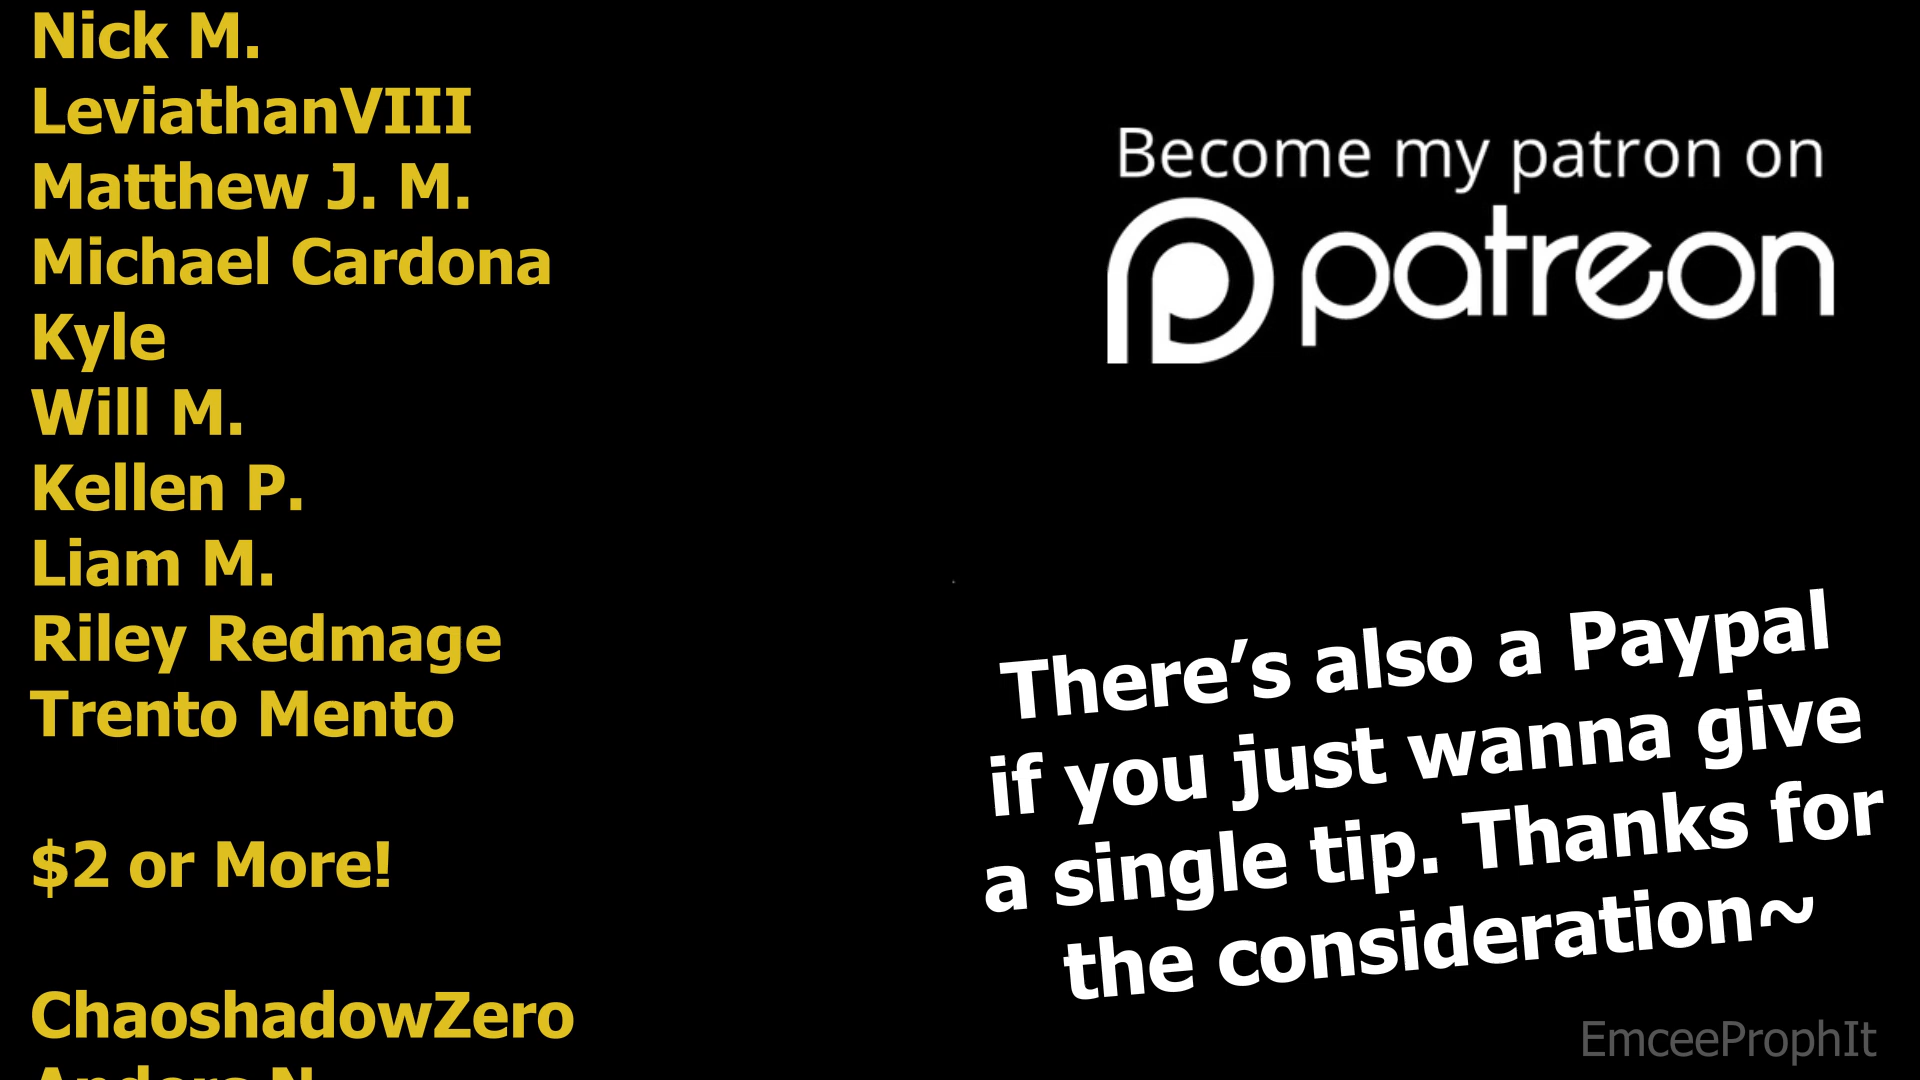 Nick M.
LeviathanVIII
Matthew J. M.
Michael Cardona
Kyle
Will M.
Kellen P.
Liam M.
Riley Redmage
Trento Mento
$2 or More!
ChaoshadowZero
Become my patron on
patreon
There's also a Paypal
if you just wanna give
a single tip. Thanks for
the consideration~
EmceeProphIt